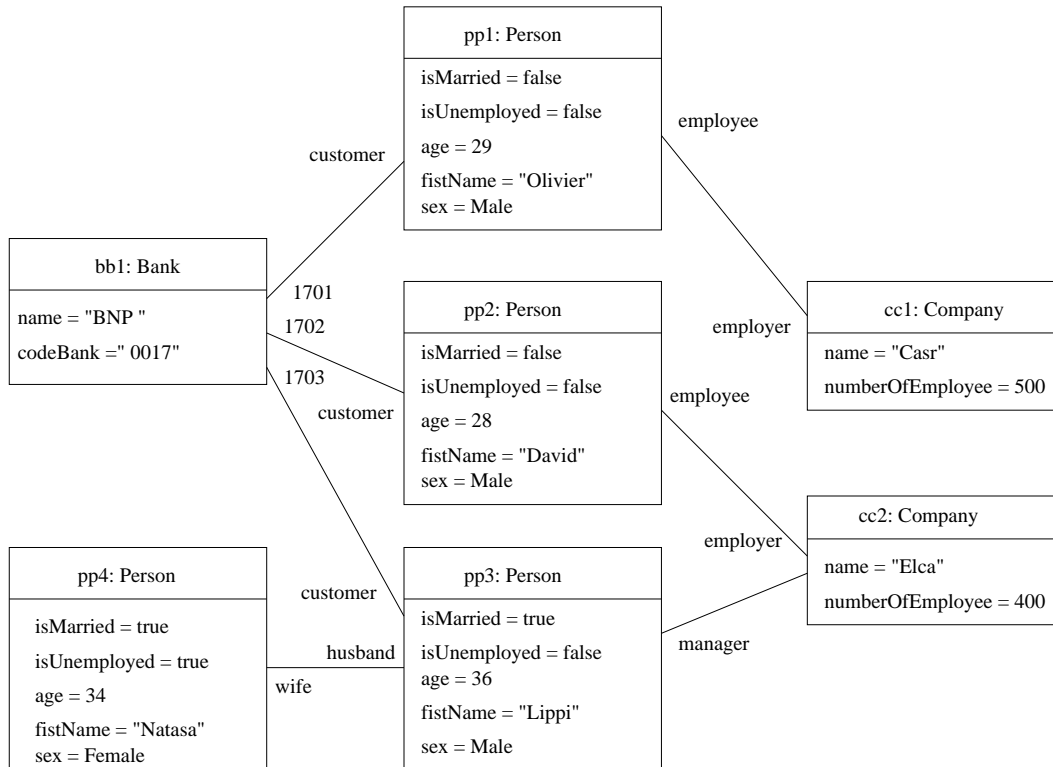 pp1: Person
isMarried = false
isUnemployed = false
age = 29
fistName = "Olivier"
sex = Male
employee
customer
bb1: Bank
name = "BNP "
codeBank =" 0017"
1701
1702
1703
customer
pp2: Person
isMarried = false
isUnemployed = false
age = 28
fistName = "David"
sex = Male
employee
employer
cc1: Company
name = "Casr"
numberOfEmployee = 500
employer
cc2: Company
name = "Elca"
numberOfEmployee = 400
manager
pp4: Person
isMarried = true
isUnemployed = true
age = 34
fistName = "Natasa"
sex = Female
customer
husband
wife
pp3: Person
isMarried = true
isUnemployed = false
age = 36
fistName = "Lippi"
sex = Male